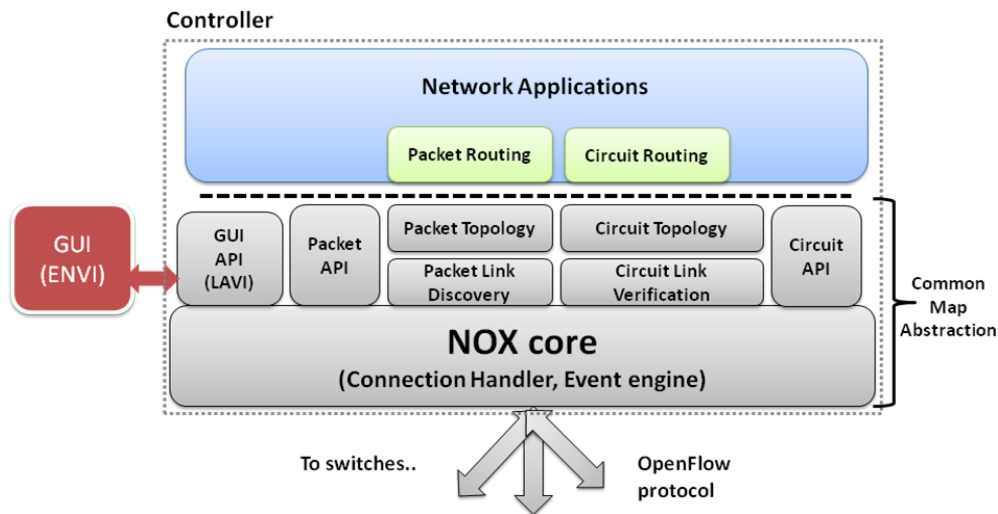 Controller
Network Applications
Packet Routing
Circuit Routing
GUI
(ENVI)
GUI
API
(LAVI)
Packet
API
Packet Topology
Circuit Topology
Packet Link
Discovery
Circuit Link
Verification
Circuit
API
Common
Map
Abstraction
NOX core
(Connection Handler, Event engine)
To switches..
OpenFlow
protocol